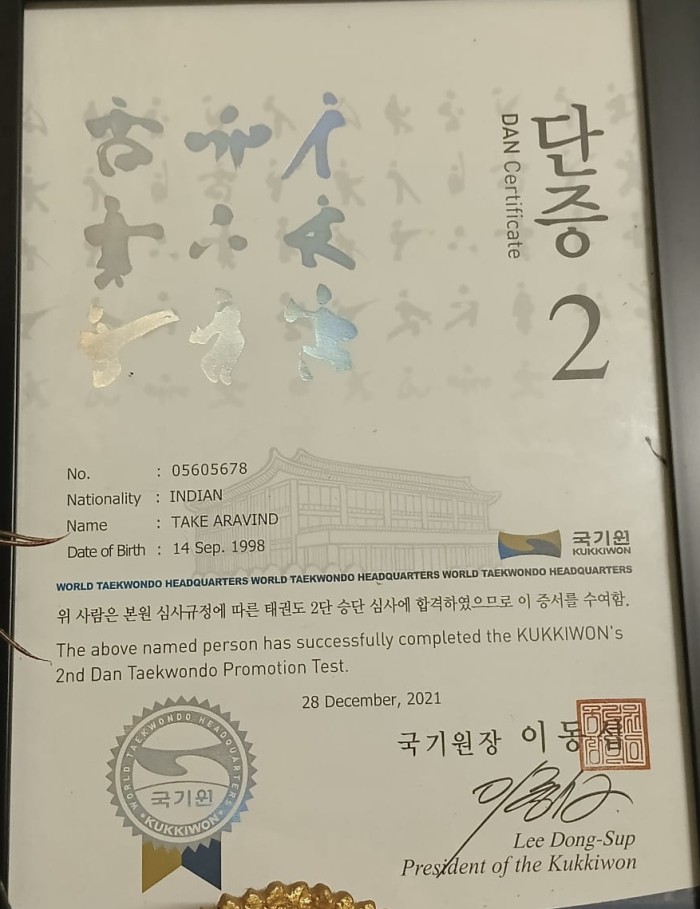 단증
DAN Certificate
2
No. : 05605678
Nationality : INDIAN
Name : TAKE ARAVIND
Date of Birth : 14 Sep. 1998
국기원
KUKKIWON
WORLD TAEKWONDO HEADQUARTERS WORLD TAEKWONDO HEADQUARTERS WORLD TAEKWONDO HEADQUARTERS
위 사람은 본원 심사규정에 따른 태권도 2단 승단 심사에 합격하였으므로 이 증서를 수여함.
The above named person has successfully completed the KUKKIWON's
2nd Dan Taekwondo Promotion Test.
28 December, 2021
국기원장 이동섭
Lee Dong-Sup
President of the Kukkiwon
WORLD TAEKWONDO HEADQUARTERS
국기원
KUKKIWON